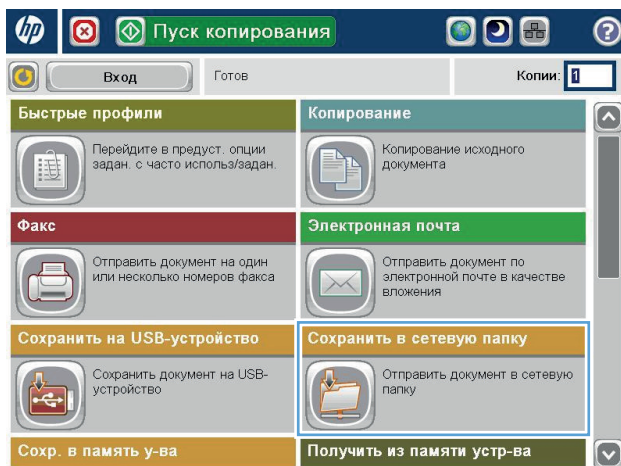 hp
Пуск копирования
?
Вход
Готов
Копии: 1
Быстрые профили
Перейдите в предуст. опции
задан. с часто использ/задан.
Копирование
Копирование исходного
документа
Факс
Отправить документ на один
или несколько номеров факса
Электронная почта
Отправить документ по
электронной почте в качестве
вложения
Сохранить на USB-устройство
Сохранить документ на USB-
устройство
Сохранить в сетевую папку
Отправить документ в сетевую
папку
Сохр. в память у-ва
Получить из памяти устр-ва